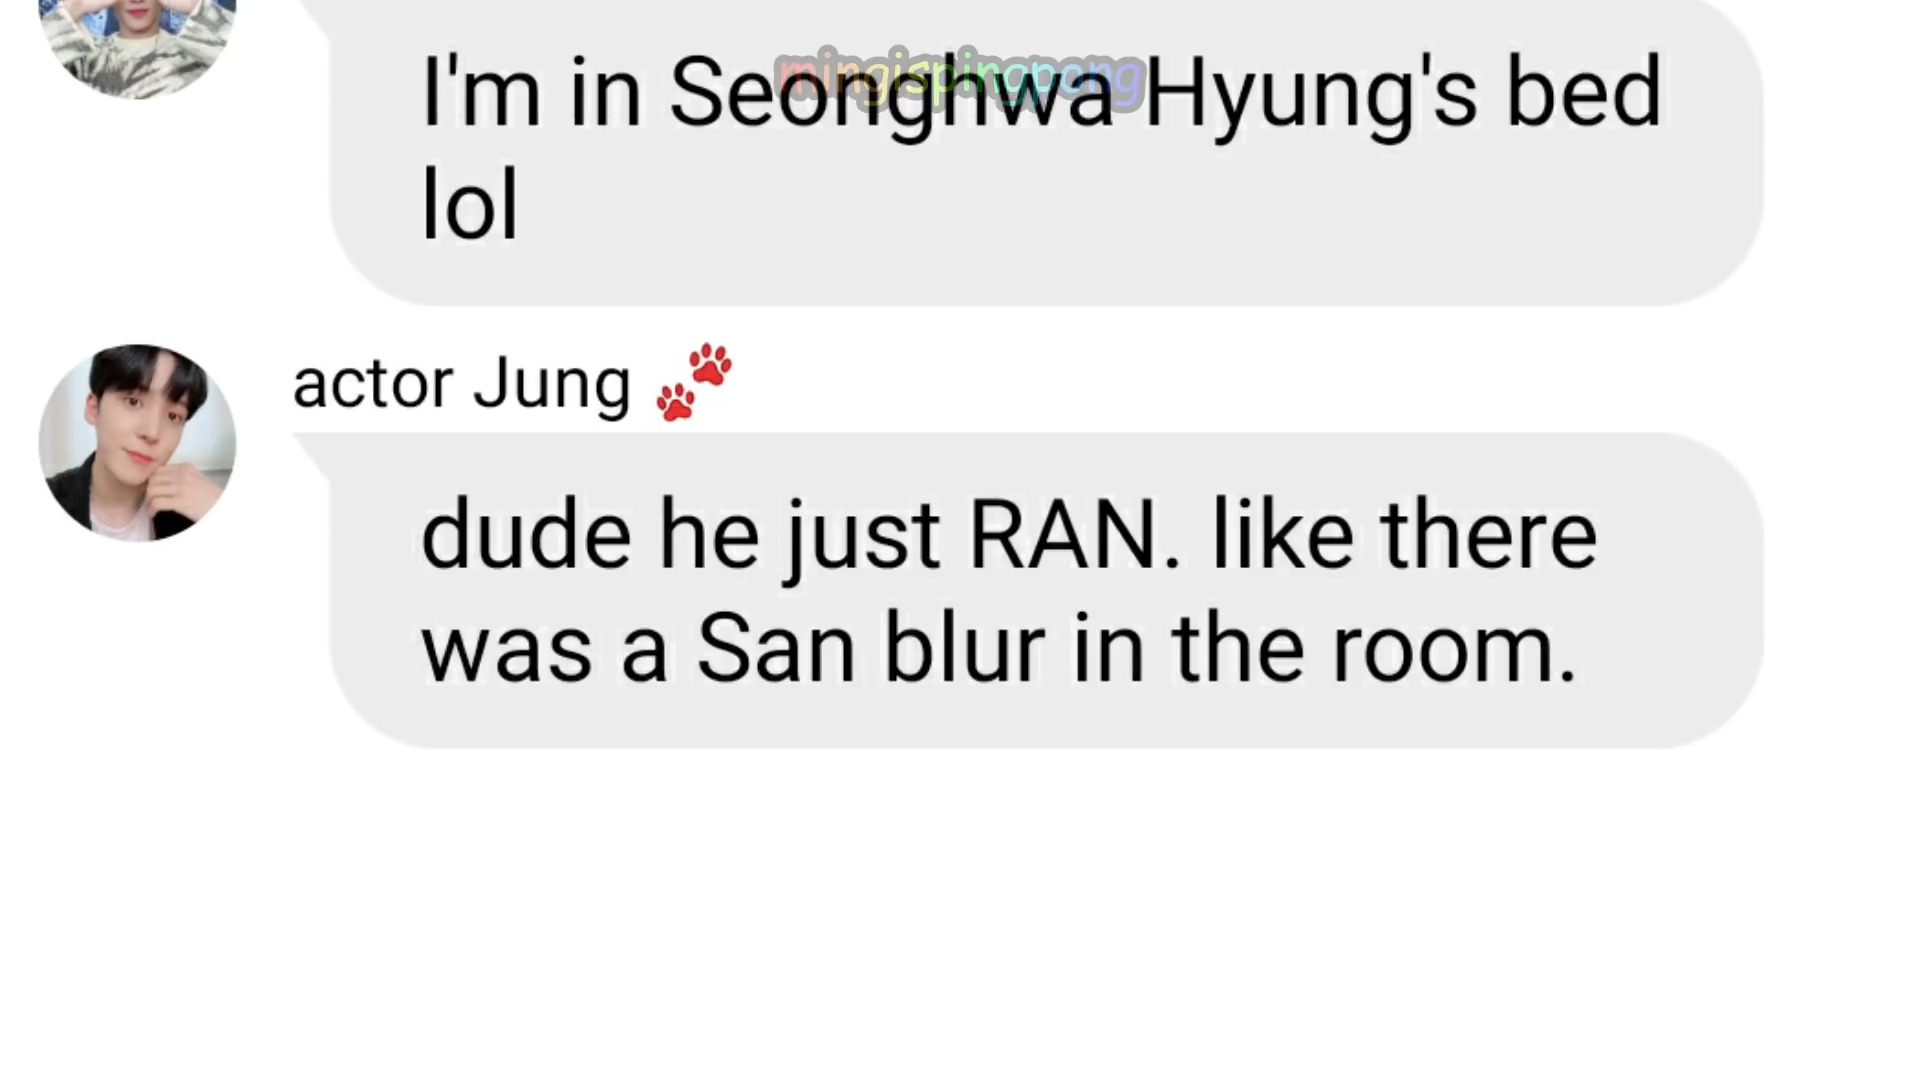 mingispingpong
I'm in Seonghwa Hyung's bed
lol
actor Jung 🐾
dude he just RAN. like there
was a San blur in the room.